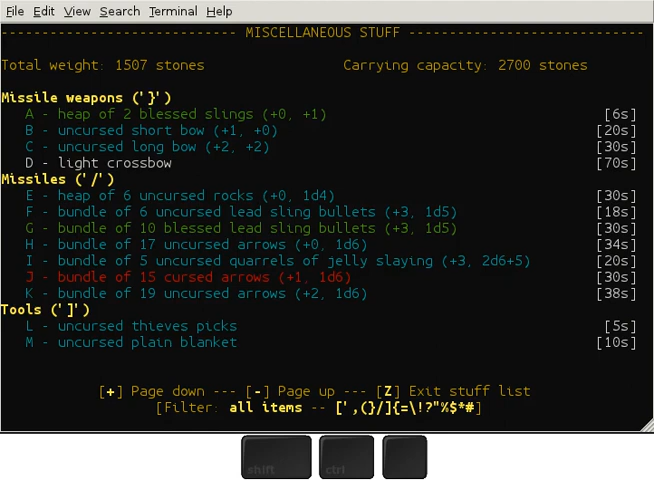 File Edit View Search Terminal Help
---------------------------- MISCELLANEOUS STUFF ----------------------------
Total weight: 1507 stones Carrying capacity: 2700 stones
Missile weapons ('}')
A - heap of 2 blessed slings (+0, +1) [6s]
B - uncursed short bow (+1, +0) [20s]
C - uncursed long bow (+2, +2) [30s]
D - light crossbow [70s]
Missiles ('/')
E - heap of 6 uncursed rocks (+0, 1d4) [30s]
F - bundle of 6 uncursed lead sling bullets (+3, 1d5) [18s]
G - bundle of 10 blessed lead sling bullets (+3, 1d5) [30s]
H - bundle of 17 uncursed arrows (+0, 1d6) [34s]
I - bundle of 5 uncursed quarrels of jelly slaying (+3, 2d6+5) [20s]
J - bundle of 15 cursed arrows (+1, 1d6) [30s]
K - bundle of 19 uncursed arrows (+2, 1d6) [38s]
Tools (']')
L - uncursed thieves picks [5s]
M - uncursed plain blanket [10s]
[+] Page down --- [-] Page up --- [Z] Exit stuff list
[Filter: all items -- [',(}/]{=\!?"%$*#]
shift ctrl